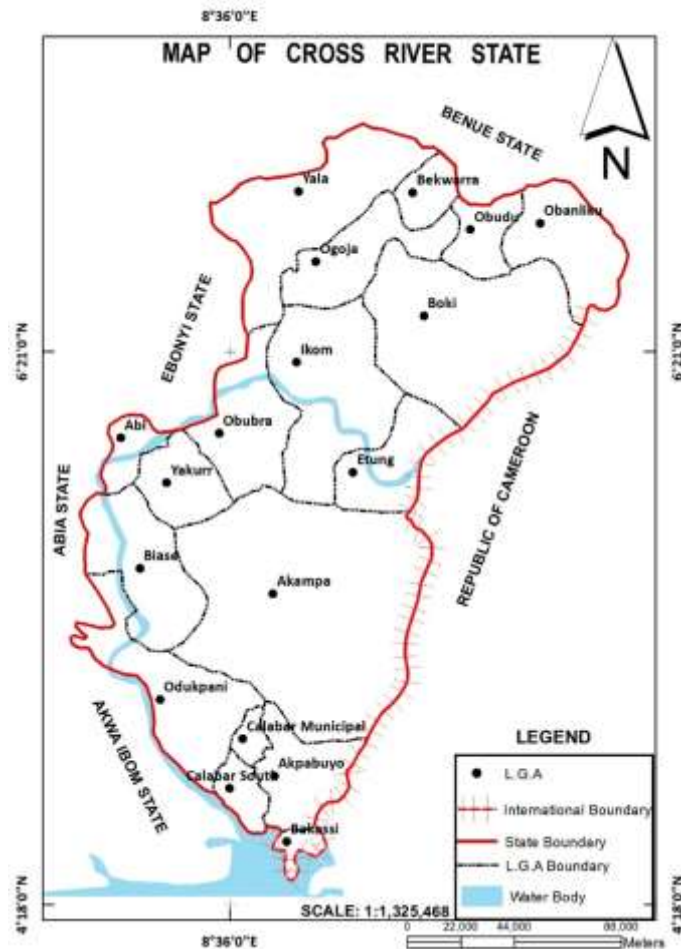 8°36'0"E
MAP OF CROSS RIVER STATE
BENUE STATE
N
Yala
Bekwarra
Obudu
Obanliku
Ogoja
Boki
EBONYI STATE
6°21'0"N
6°21'0"N
Ikom
Abi
Obubra
Etung
Yakurr
ABIA STATE
REPUBLIC OF CAMEROON
Biase
Akampa
Odukpani
AKWA IBOM STATE
Calabar Municipal
Akpabuyo
Calabar South
Bakassi
LEGEND
L.G.A
International Boundary
State Boundary
L.G.A Boundary
Water Body
4°18'0"N
4°18'0"N
SCALE: 1:1,325,468
8°36'0"E
0 22,000 44,000 88,000
Meters